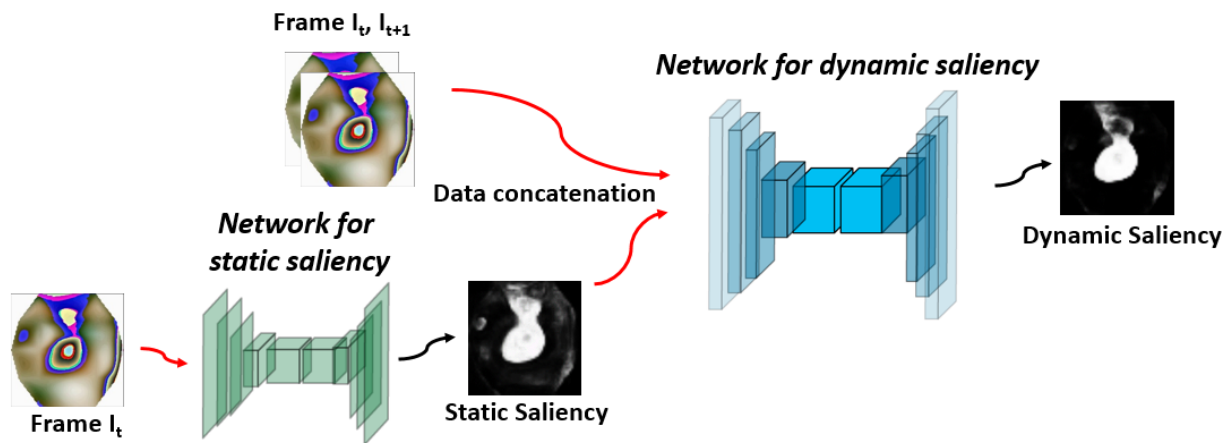 Frame Iₜ, Iₜ₊₁
Network for dynamic saliency
Data concatenation
Dynamic Saliency
Network for
static saliency
Static Saliency
Frame Iₜ